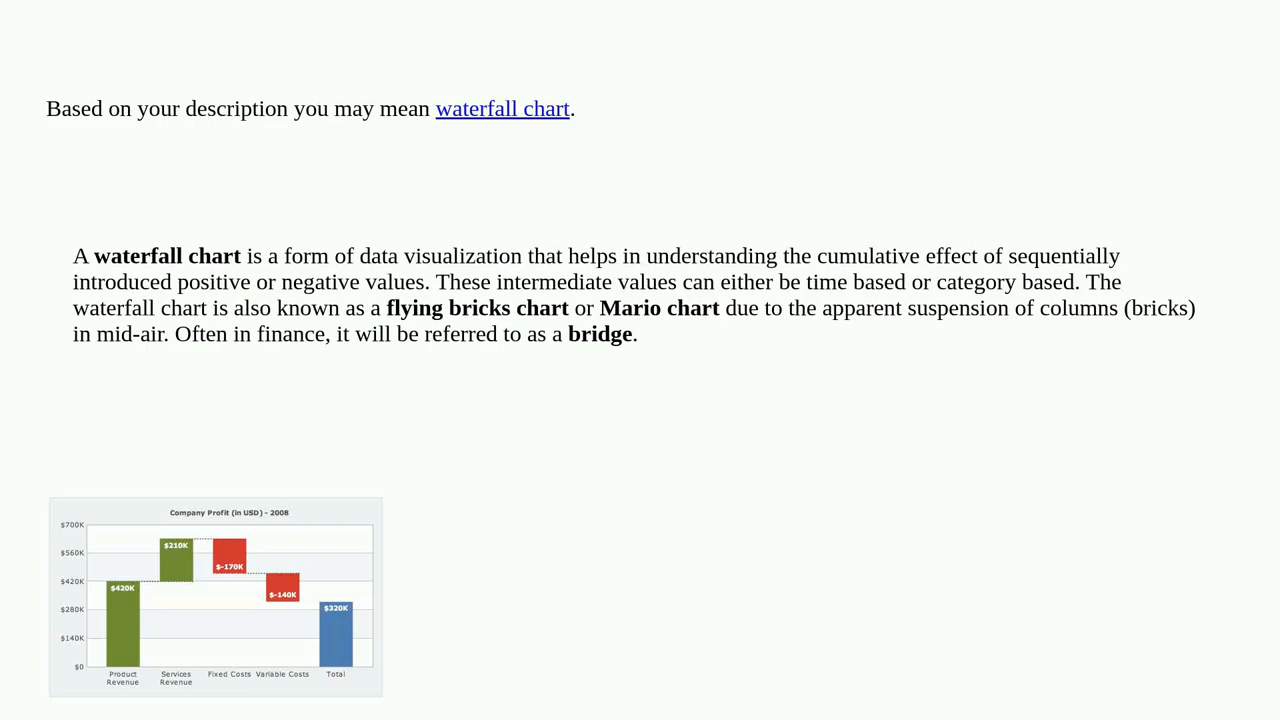 Based on your description you may mean waterfall chart.
A waterfall chart is a form of data visualization that helps in understanding the cumulative effect of sequentially
introduced positive or negative values. These intermediate values can either be time based or category based. The
waterfall chart is also known as a flying bricks chart or Mario chart due to the apparent suspension of columns (bricks)
in mid-air. Often in finance, it will be referred to as a bridge.
Company Profit (in USD) - 2008
$700K
$560K
$420K
$280K
$140K
$0
$420K
$210K
$-170K
$-140K
$320K
Product
Revenue
Services
Revenue
Fixed Costs
Variable Costs
Total